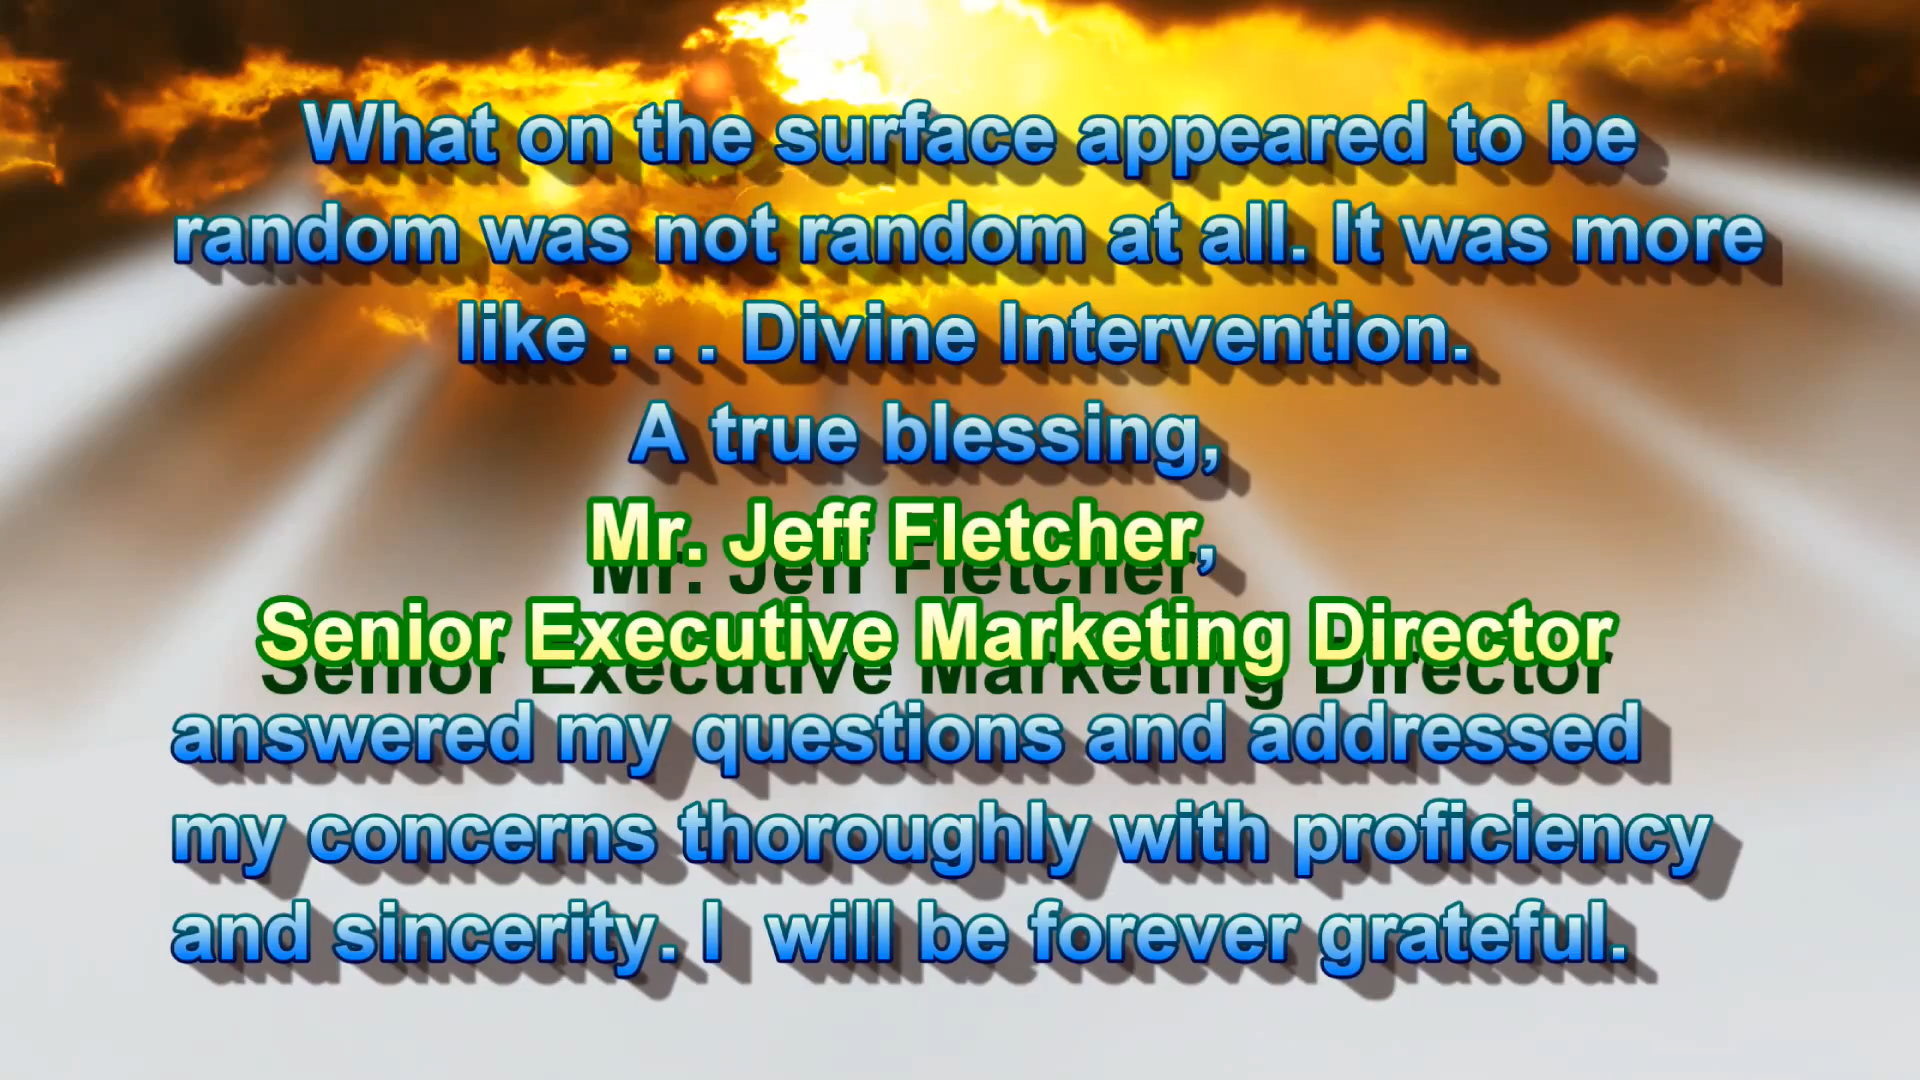 What on the surface appeared to be
random was not random at all. It was more
like . . . Divine Intervention.
A true blessing,
Mr. Jeff Fletcher,
Senior Executive Marketing Director
answered my questions and addressed
my concerns thoroughly with proficiency
and sincerity. I will be forever grateful.